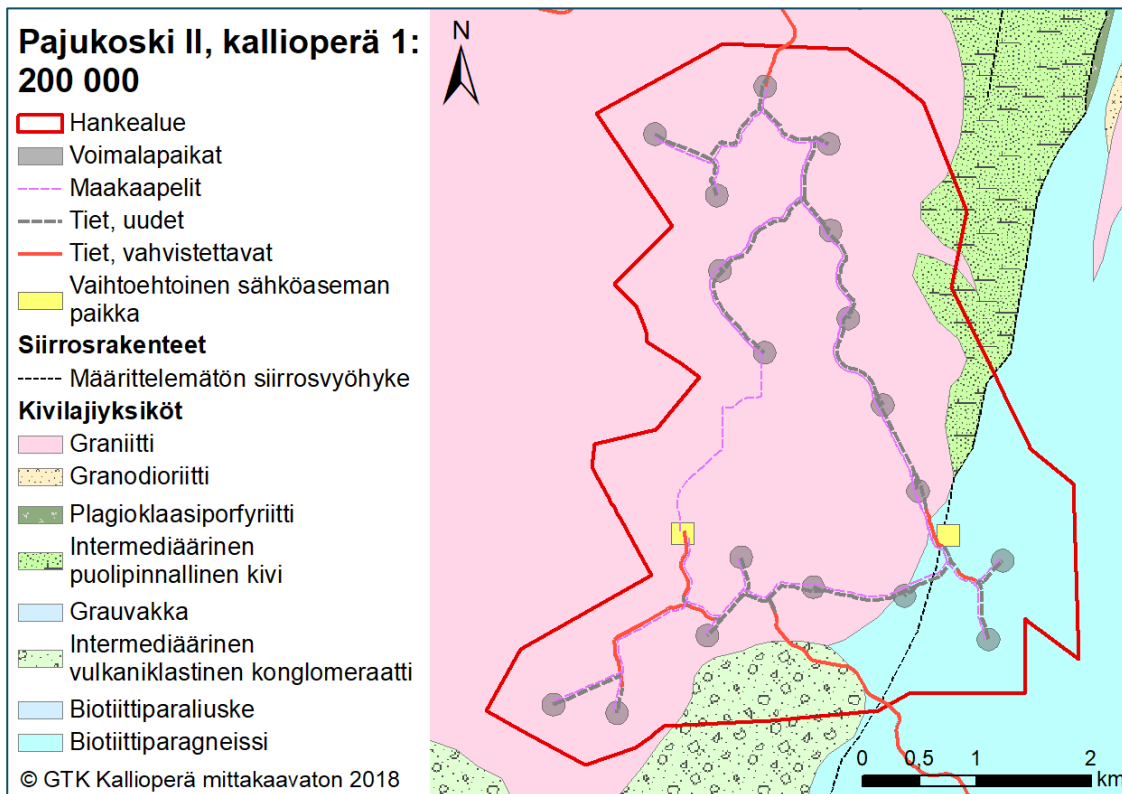 Pajukoski II, kallioperä 1:
200 000
Hankealue
Voimalapaikat
Maakaapelit
Tiet, uudet
Tiet, vahvistettavat
Vaihtoehtoinen sähköaseman
paikka
Siirrosrakenteet
Määrittelemätön siirrosvyöhyke
Kivilajiyksiköt
Graniitti
Granodioriitti
Plagioklaasiporfyriitti
Intermediäärinen
puolipinnallinen kivi
Grauvakka
Intermediäärinen
vulkaniklastinen konglomeraatti
Biotiittiparaliuske
Biotiittiparagneissi
© GTK Kallioperä mittakaavaton 2018
N
0 0,5 1 2
km